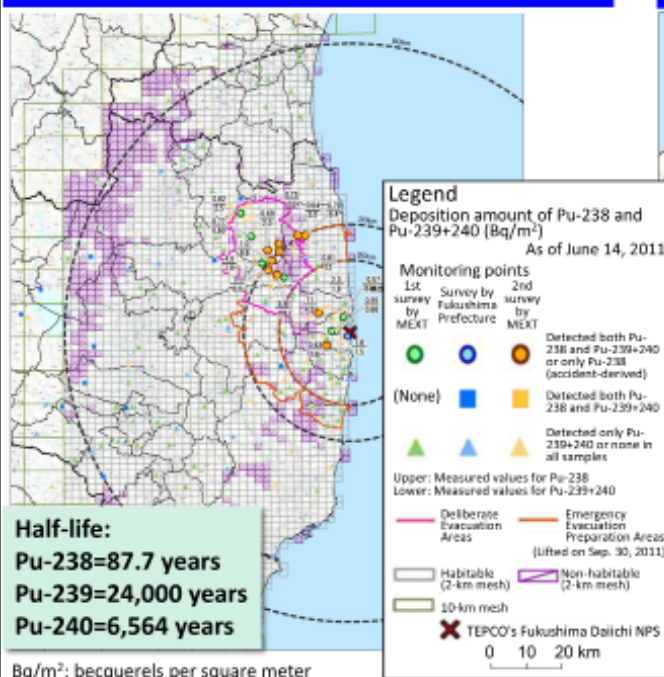 Legend
Deposition amount of Pu-238 and
Pu-239+240 (Bq/m²)
As of June 14, 2011
Monitoring points
1st
survey
by
MEXT
Survey by
Fukushima
Prefecture
2nd
survey
by
MEXT
Detected both Pu-
238 and Pu-239+240
or only Pu-238
(accident-derived)
(None)
Detected both Pu-
238 and Pu-239+240
Detected only Pu-
239+240 or none in
all samples
Upper: Measured values for Pu-238
Lower: Measured values for Pu-239+240
Deliberate
Evacuation
Areas
Emergency
Evacuation
Preparation Areas
(Lifted on Sep. 30, 2011)
Habitable
(2-km mesh)
Non-habitable
(2-km mesh)
10-km mesh
TEPCO's Fukushima Daiichi NPS
0 10 20 km
Half-life:
Pu-238=87.7 years
Pu-239=24,000 years
Pu-240=6,564 years
Bq/m²: becquerels per square meter